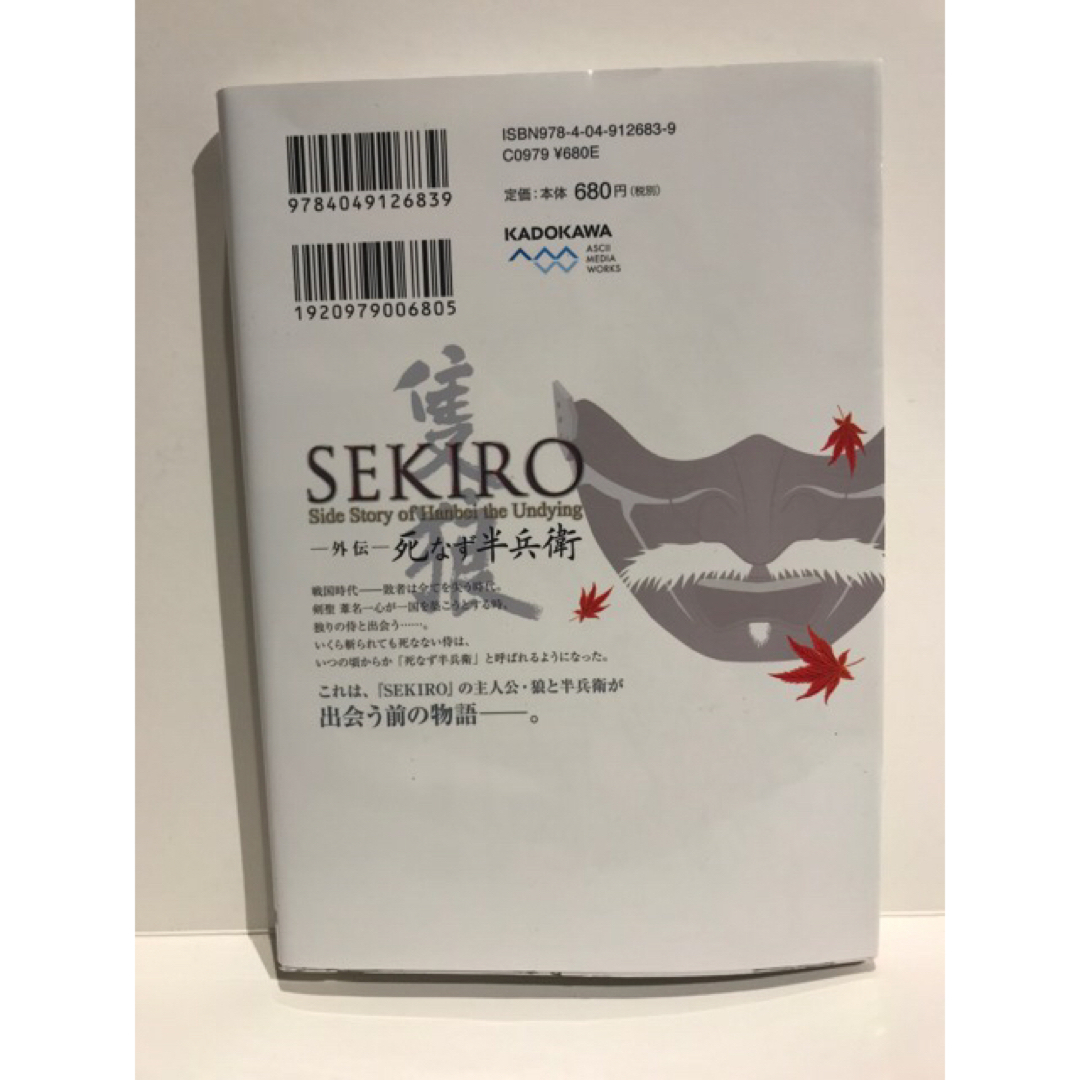 ISBN978-4-04-912683-9
C0979 ¥680E
9784049126839
定価：本体 680円（税別）
KADOKAWA
ASCII
MEDIA
WORKS
1920979006805
隻狼
SEKIRO
Side Story of Hanbei the Undying
―外伝― 死なず半兵衛
戦国時代――敗者は全てを失う時代。
剣聖 葦名一心が一国を築こうとする時、
独りの侍と出会う……。
いくら斬られても死なない侍は、
いつの頃からか「死なず半兵衛」と呼ばれるようになった。
これは、『SEKIRO』の主人公・狼と半兵衛が
出会う前の物語――。